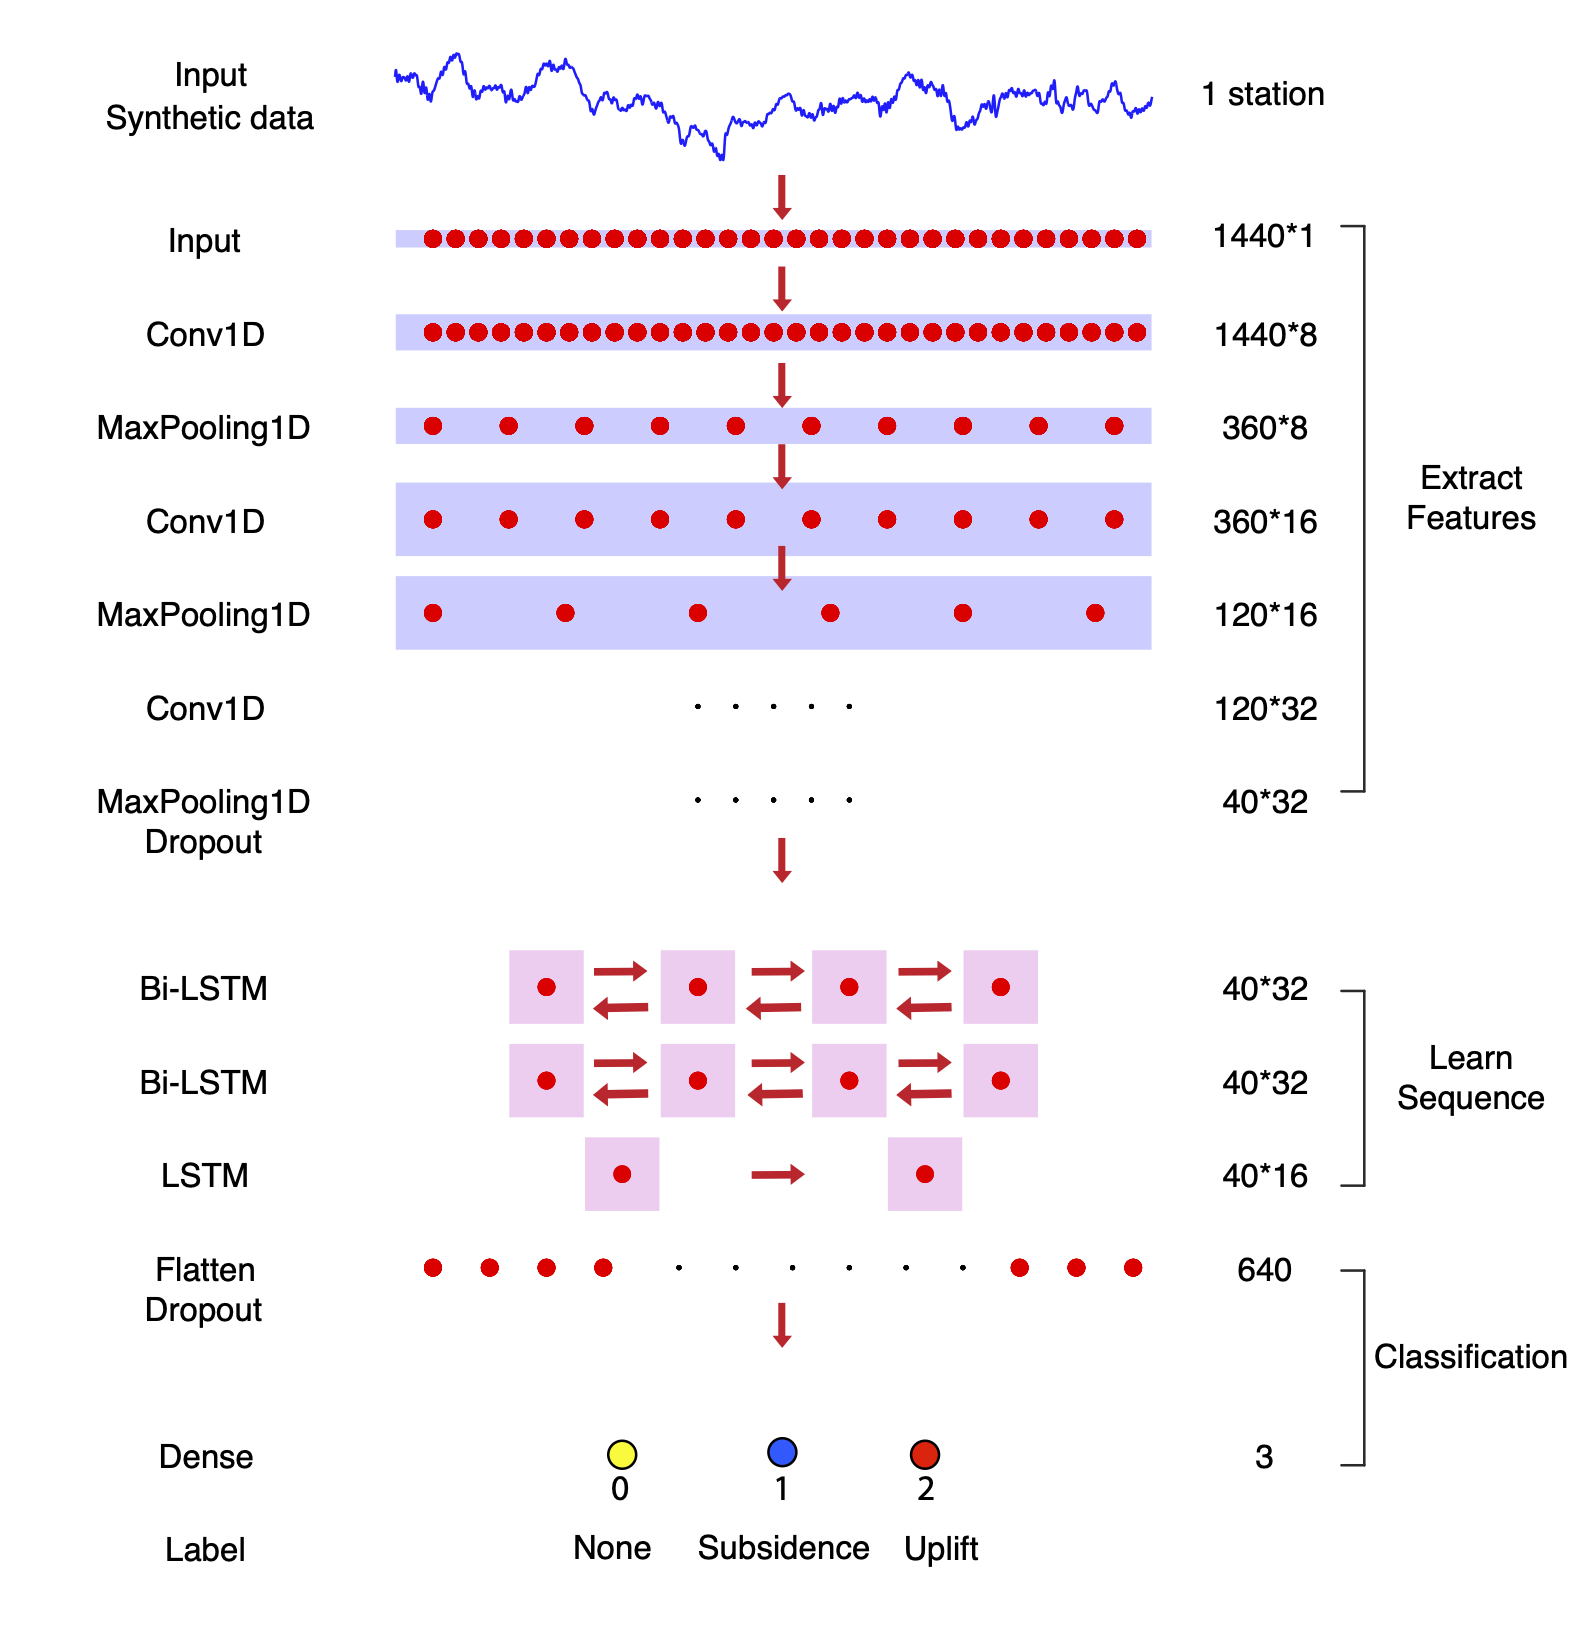 Input
Synthetic data
1 station
Input
1440*1
Conv1D
1440*8
MaxPooling1D
360*8
Extract
Features
Conv1D
360*16
MaxPooling1D
120*16
Conv1D
120*32
MaxPooling1D
Dropout
40*32
Bi-LSTM
40*32
Learn
Sequence
Bi-LSTM
40*32
LSTM
40*16
Flatten
Dropout
640
Classification
Dense
3
0 1 2
Label
None Subsidence Uplift